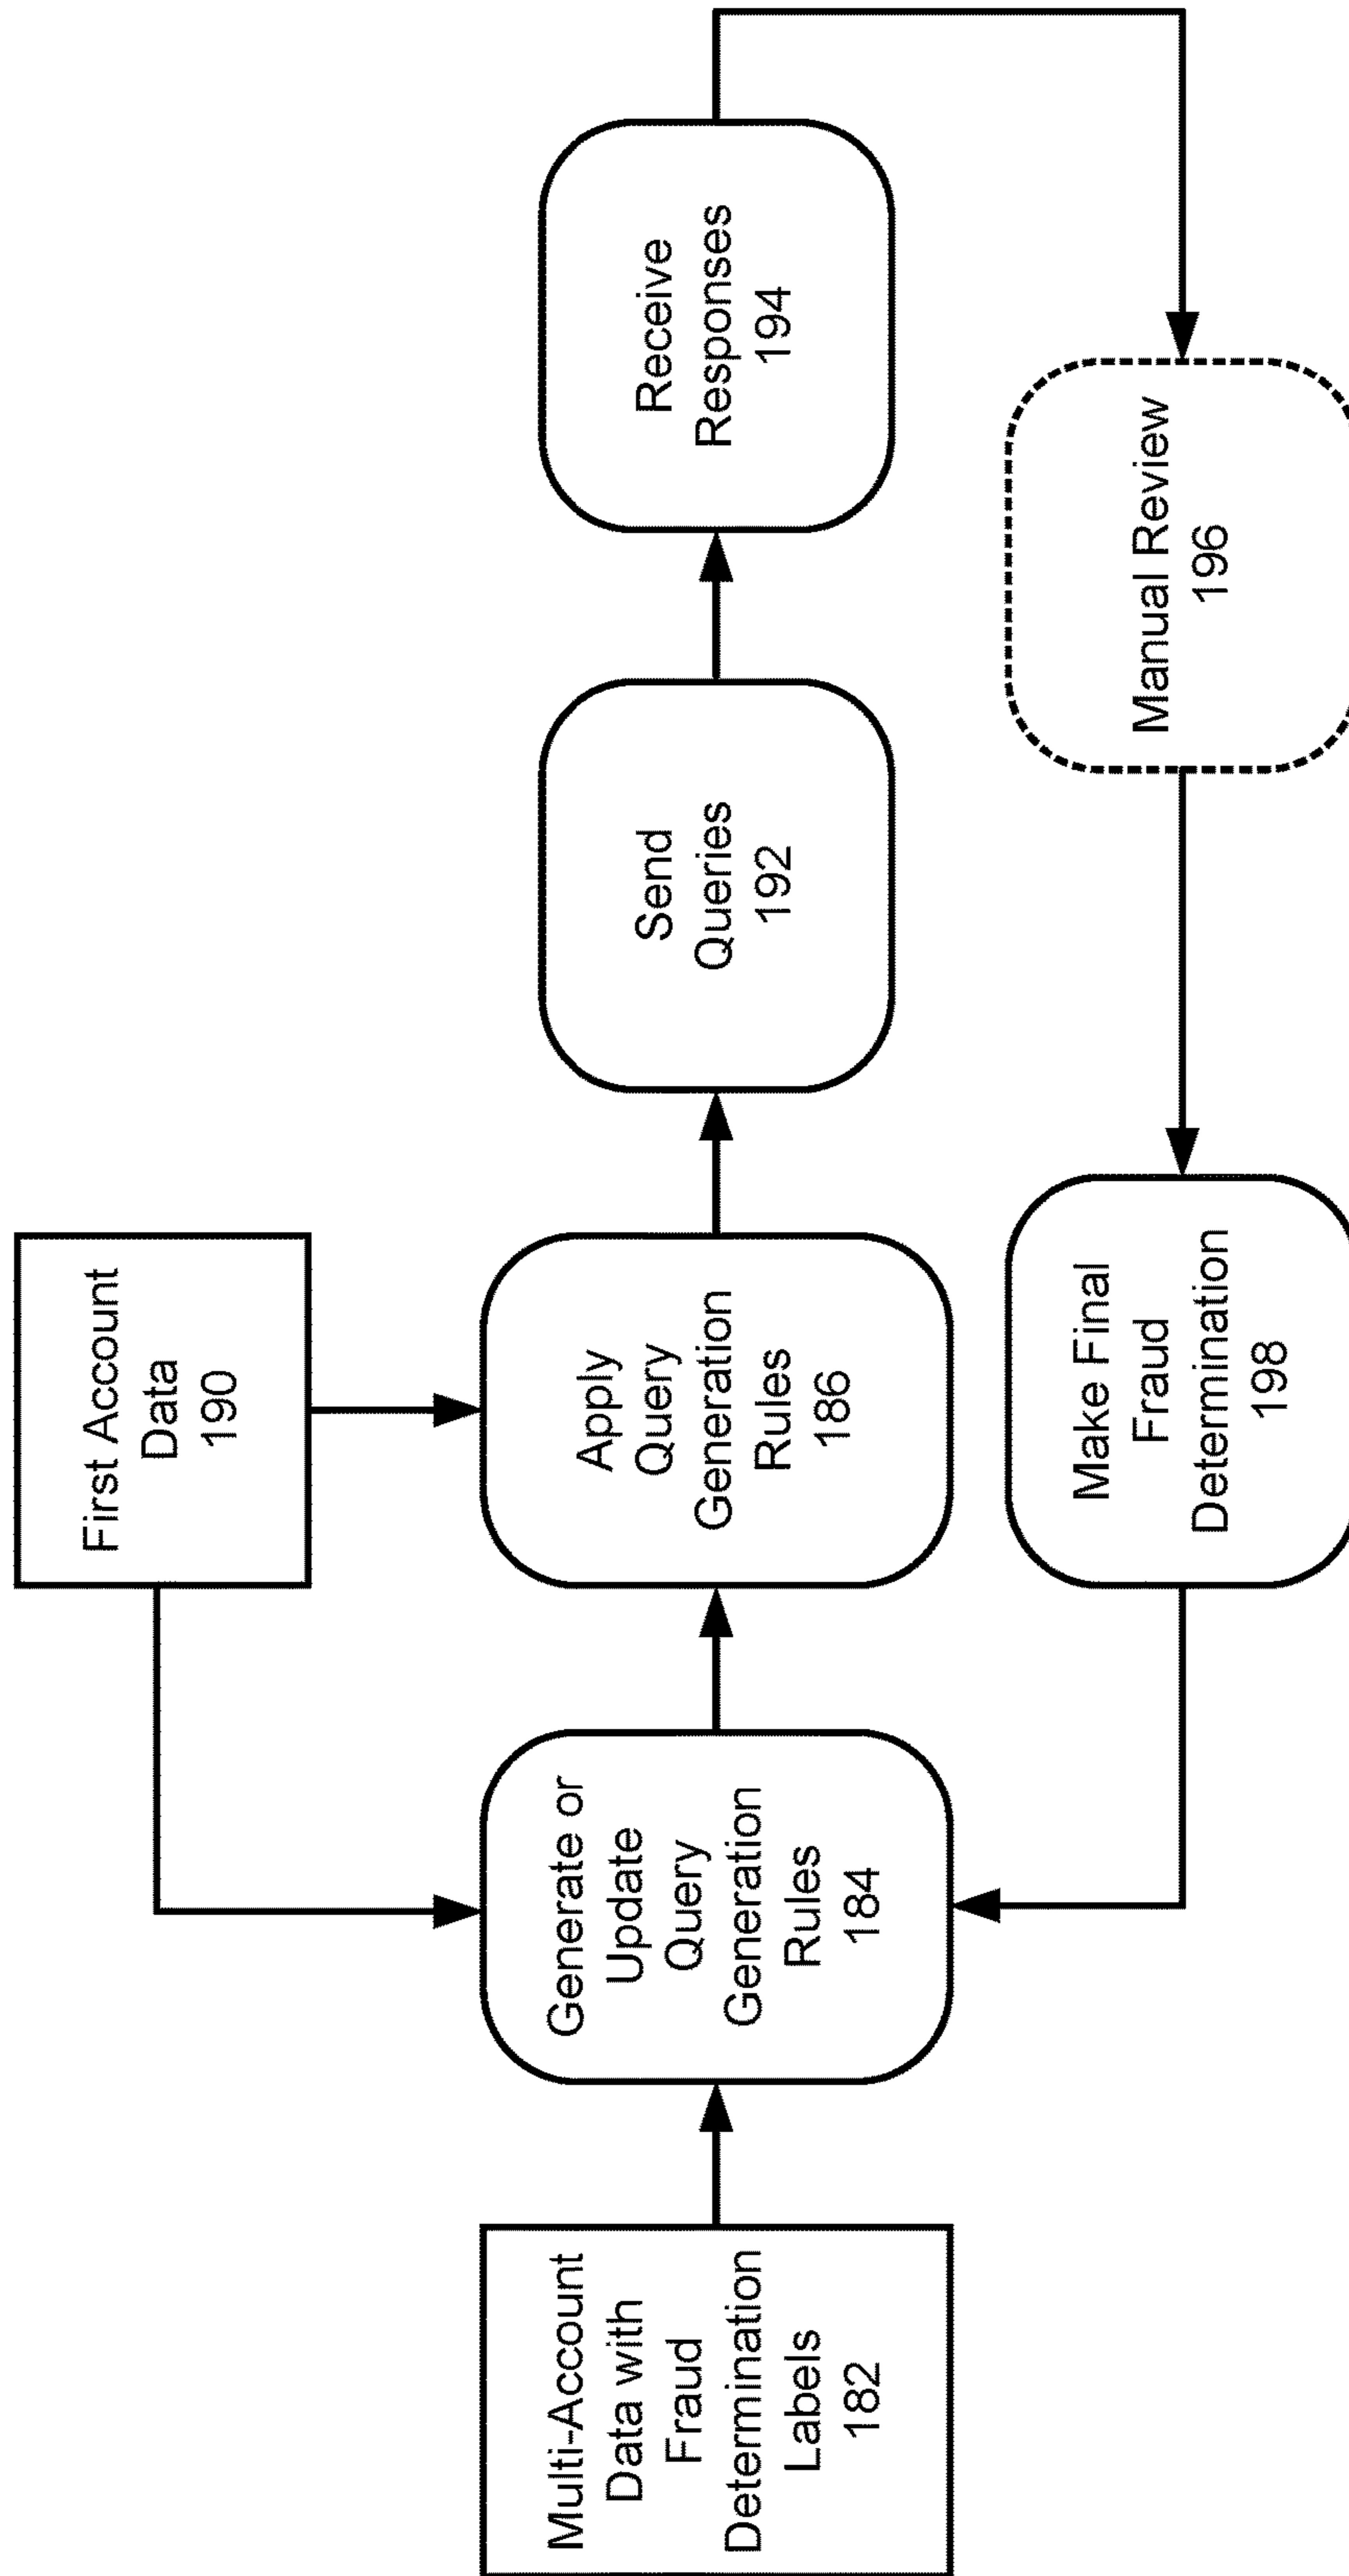 First Account
Data
190
Multi-Account
Data with
Fraud
Determination
Labels
182
Generate or
Update
Query
Generation
Rules
184
Apply
Query
Generation
Rules
186
Send
Queries
192
Receive
Responses
194
Manual Review
196
Make Final
Fraud
Determination
198